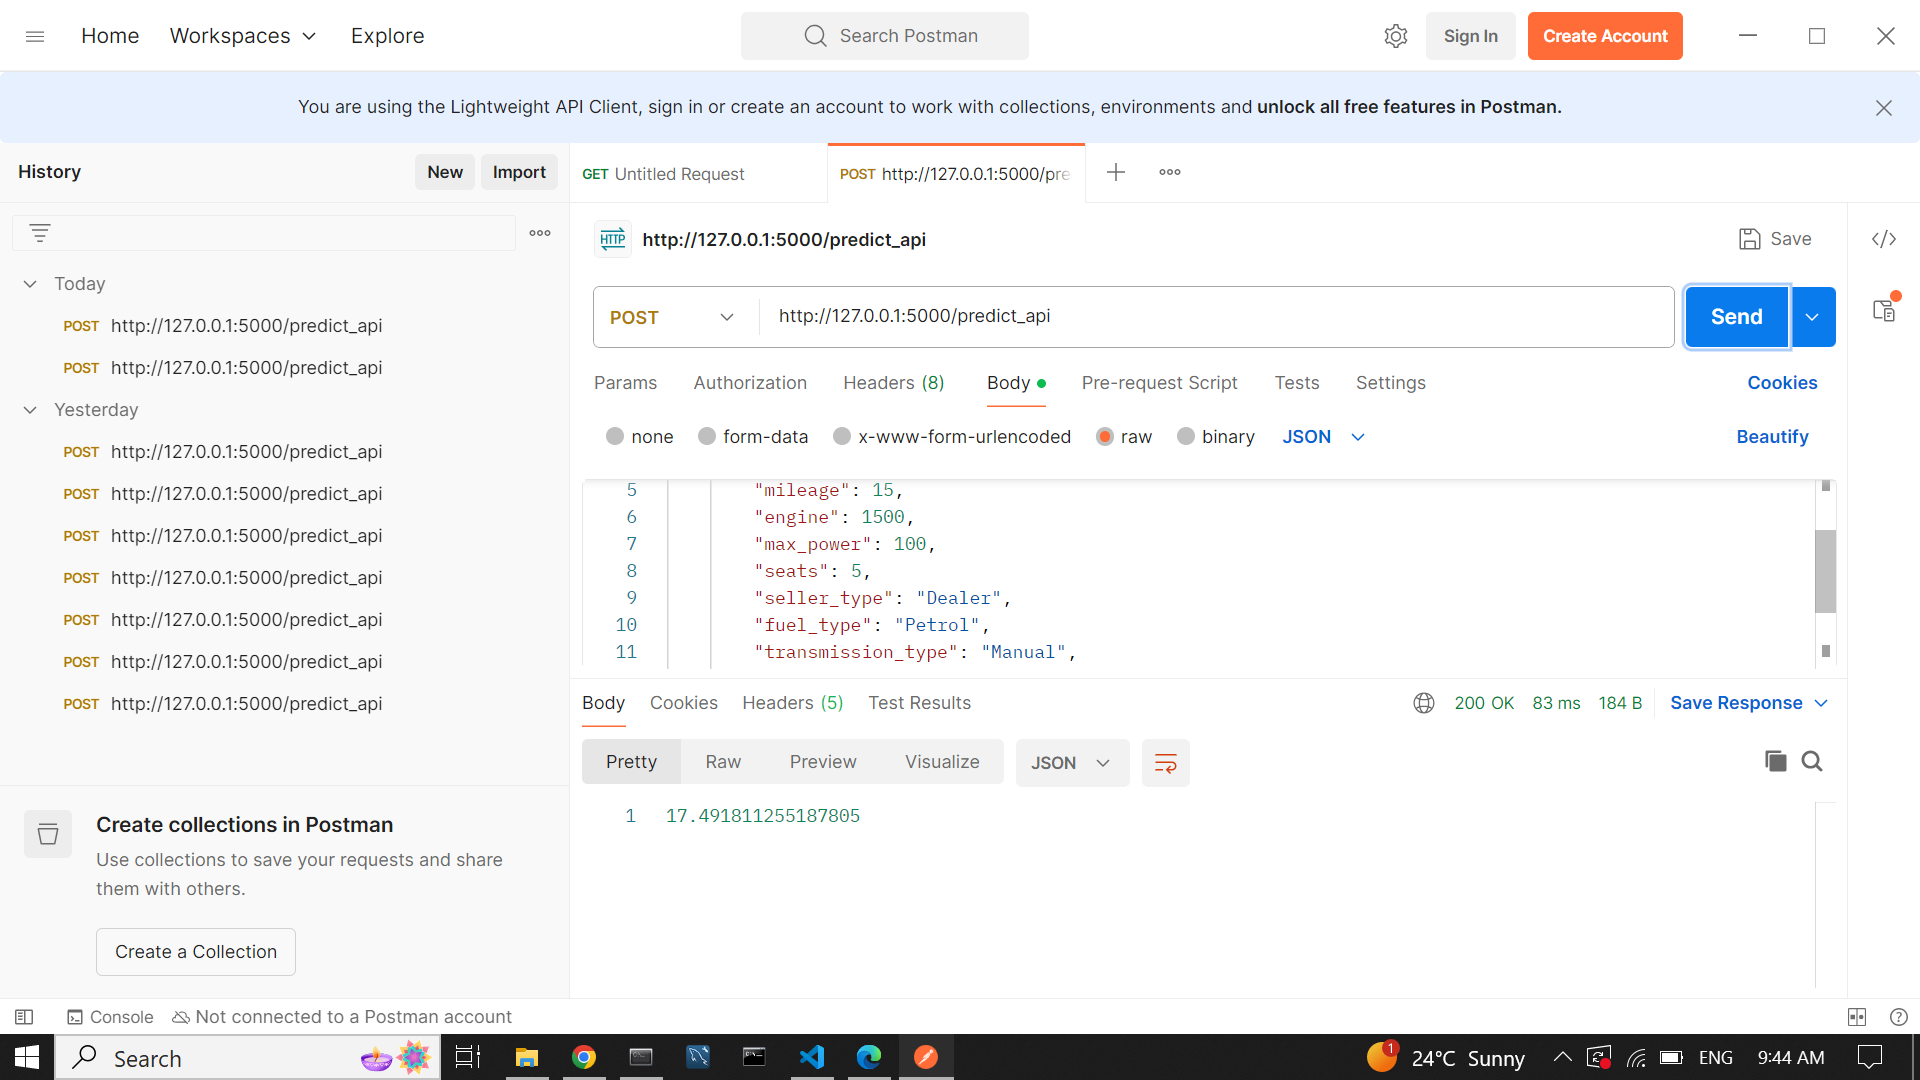 Home
Workspaces
Explore
Search Postman
Sign In
Create Account
You are using the Lightweight API Client, sign in or create an account to work with collections, environments and unlock all free features in Postman.
History
New
Import
GET Untitled Request
POST http://127.0.0.1:5000/pre
HTTP
http://127.0.0.1:5000/predict_api
Save
Today
POST http://127.0.0.1:5000/predict_api
POST http://127.0.0.1:5000/predict_api
Yesterday
POST http://127.0.0.1:5000/predict_api
POST http://127.0.0.1:5000/predict_api
POST http://127.0.0.1:5000/predict_api
POST http://127.0.0.1:5000/predict_api
POST http://127.0.0.1:5000/predict_api
POST http://127.0.0.1:5000/predict_api
POST http://127.0.0.1:5000/predict_api
Create collections in Postman
Use collections to save your requests and share
them with others.
Create a Collection
POST
http://127.0.0.1:5000/predict_api
Send
Params
Authorization
Headers (8)
Body
Pre-request Script
Tests
Settings
Cookies
none
form-data
x-www-form-urlencoded
raw
binary
JSON
Beautify
5 "mileage": 15,
6 "engine": 1500,
7 "max_power": 100,
8 "seats": 5,
9 "seller_type": "Dealer",
10 "fuel_type": "Petrol",
11 "transmission_type": "Manual",
Body
Cookies
Headers (5)
Test Results
200 OK
83 ms
184 B
Save Response
Pretty
Raw
Preview
Visualize
JSON
1 17.491811255187805
Console
Not connected to a Postman account
Search
1
24°C Sunny
ENG
9:44 AM